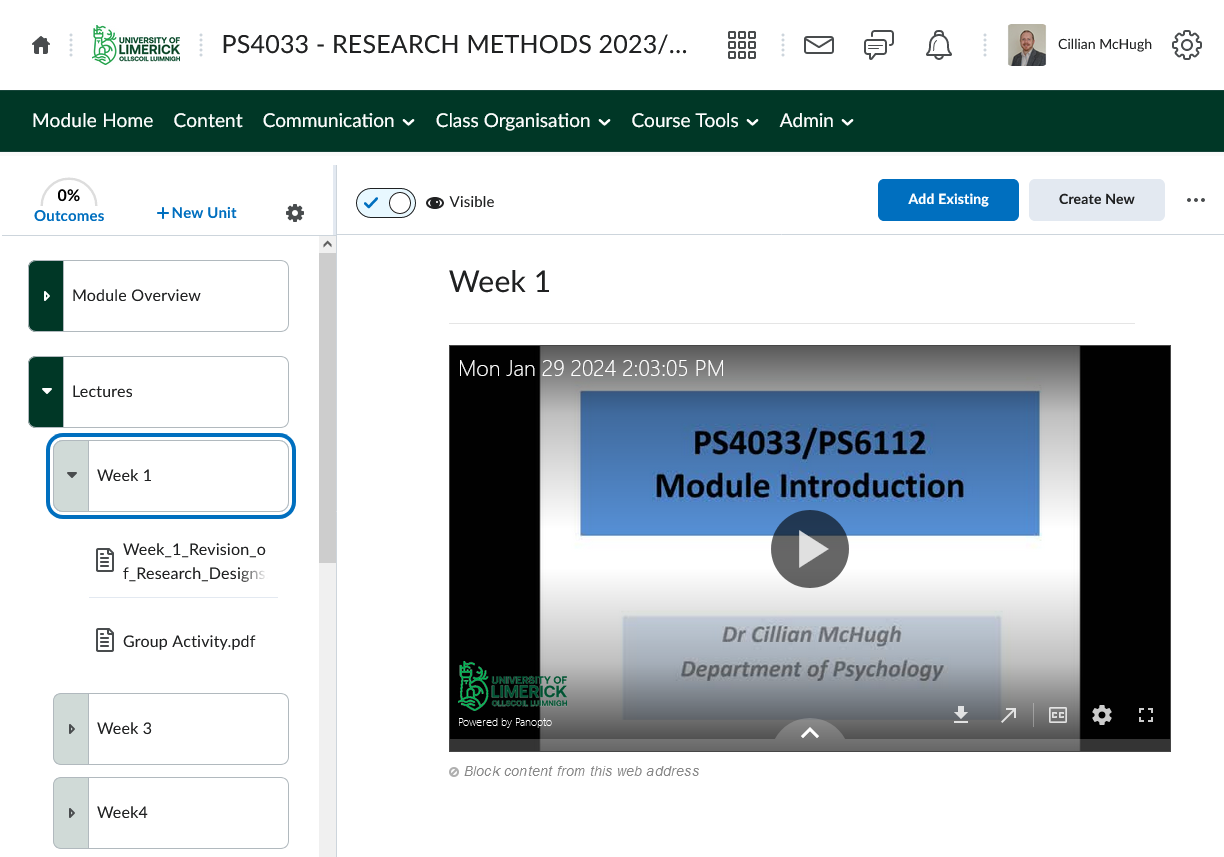 UNIVERSITY OF
LIMERICK
OLLSCOIL LUIMNIGH
PS4033 - RESEARCH METHODS 2023/...
Cillian McHugh
Module Home Content Communication Class Organisation Course Tools Admin
0%
Outcomes
+ New Unit
Visible
Add Existing
Create New
Module Overview
Lectures
Week 1
Week_1_Revision_o
f_Research_Designs
Group Activity.pdf
Week 3
Week4
Week 1
Mon Jan 29 2024 2:03:05 PM
PS4033/PS6112
Module Introduction
Dr Cillian McHugh
Department of Psychology
UNIVERSITY OF
LIMERICK
OLLSCOIL LUIMNIGH
Powered by Panopto
CC
Block content from this web address